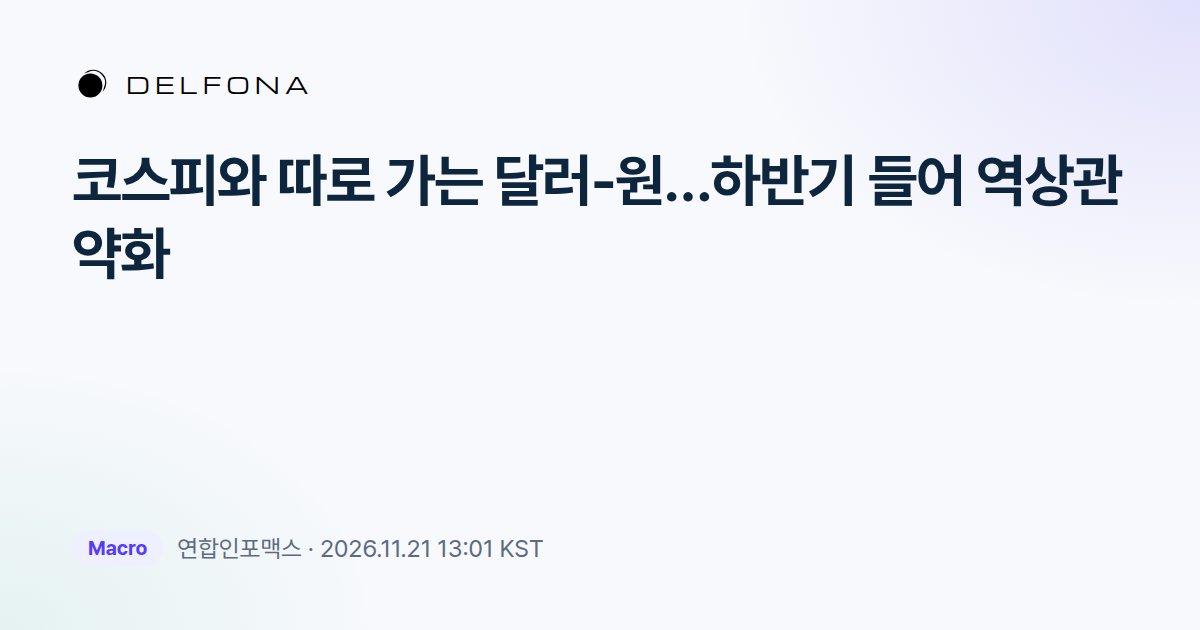 DELFONA
코스피와 따로 가는 달러-원…하반기 들어 역상관
약화
Macro 연합인포맥스 · 2026.11.21 13:01 KST